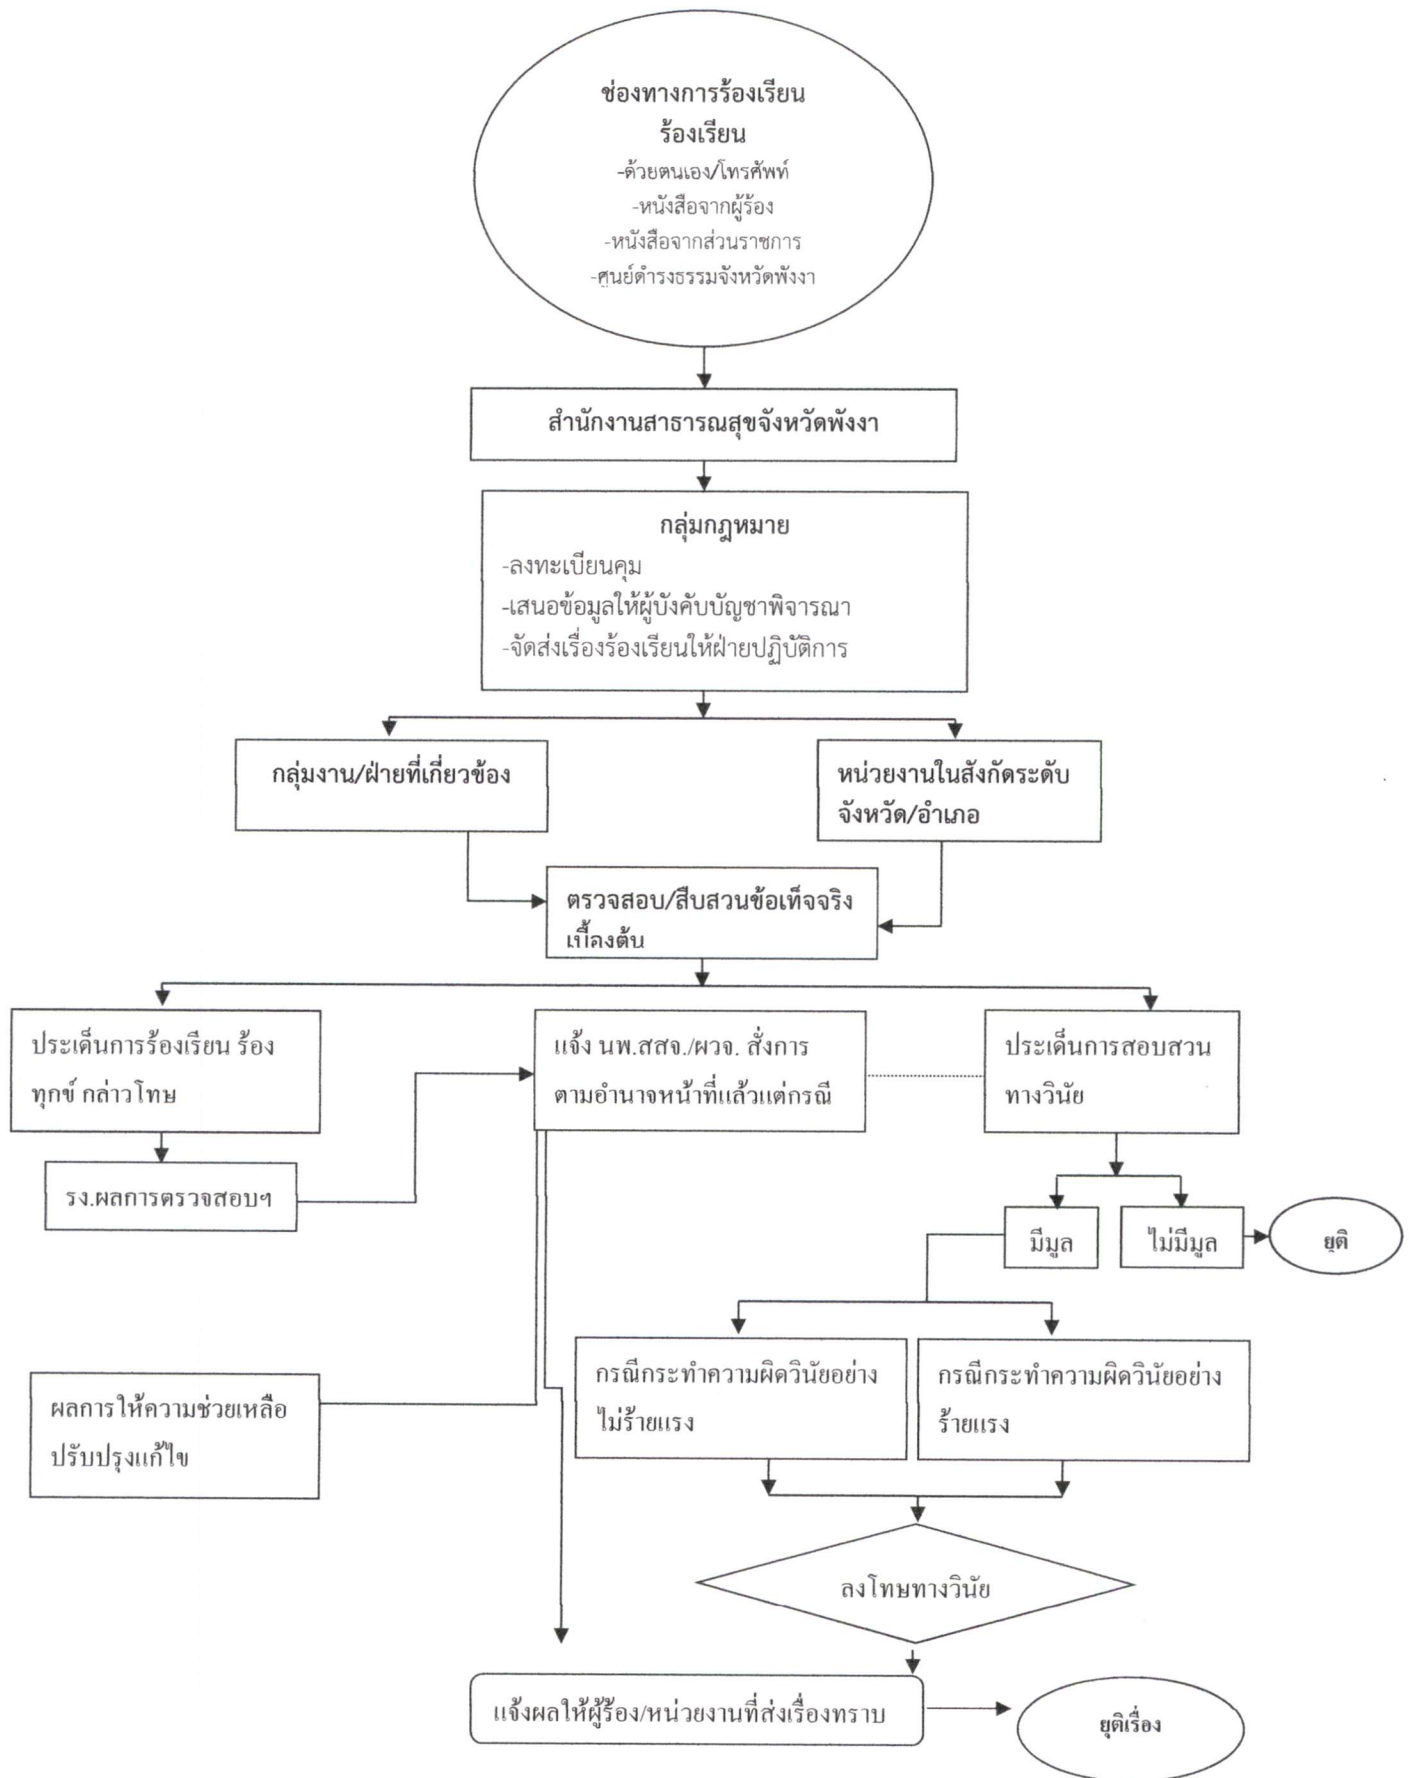 ช่องทางการร้องเรียน
ร้องเรียน
-ด้วยตนเอง/โทรศัพท์
-หนังสือจากผู้ร้อง
-หนังสือจากส่วนราชการ
-ศูนย์ดำรงธรรมจังหวัดพังงา
สำนักงานสาธารณสุขจังหวัดพังงา
กลุ่มกฎหมาย
-ลงทะเบียนคุม
-เสนอข้อมูลให้ผู้บังคับบัญชาพิจารณา
-จัดส่งเรื่องร้องเรียนให้ฝ่ายปฏิบัติการ
กลุ่มงาน/ฝ่ายที่เกี่ยวข้อง
หน่วยงานในสังกัดระดับ
จังหวัด/อำเภอ
ตรวจสอบ/สืบสวนข้อเท็จจริง
เบื้องต้น
ประเด็นการร้องเรียน ร้อง
ทุกข์ กล่าวโทษ
แจ้ง นพ.สสจ./ผวจ. สั่งการ
ตามอำนาจหน้าที่แล้วแต่กรณี
ประเด็นการสอบสวน
ทางวินัย
รง.ผลการตรวจสอบฯ
มีมูล
ไม่มีมูล
ยุติ
กรณีกระทำความผิดวินัยอย่าง
ไม่ร้ายแรง
กรณีกระทำความผิดวินัยอย่าง
ร้ายแรง
ผลการให้ความช่วยเหลือ
ปรับปรุงแก้ไข
ลงโทษทางวินัย
แจ้งผลให้ผู้ร้อง/หน่วยงานที่ส่งเรื่องทราบ
ยุติเรื่อง